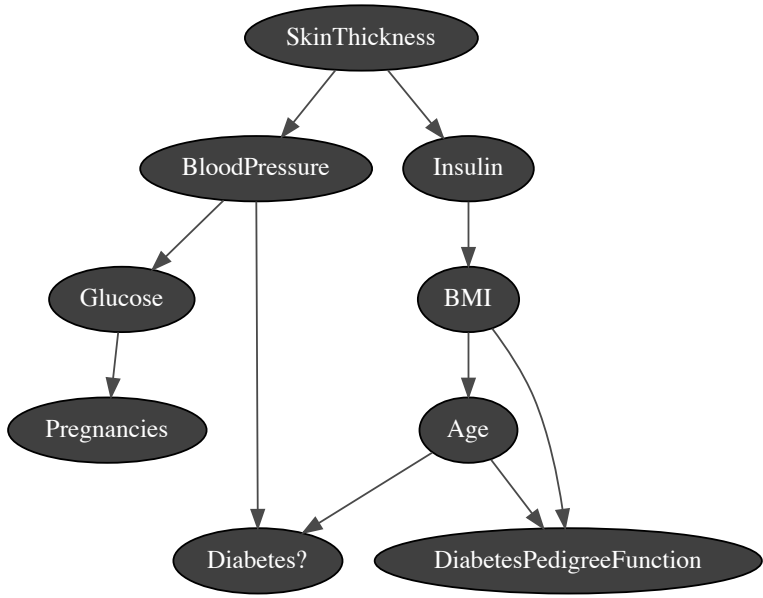 SkinThickness
BloodPressure
Insulin
Glucose
BMI
Pregnancies
Age
Diabetes?
DiabetesPedigreeFunction